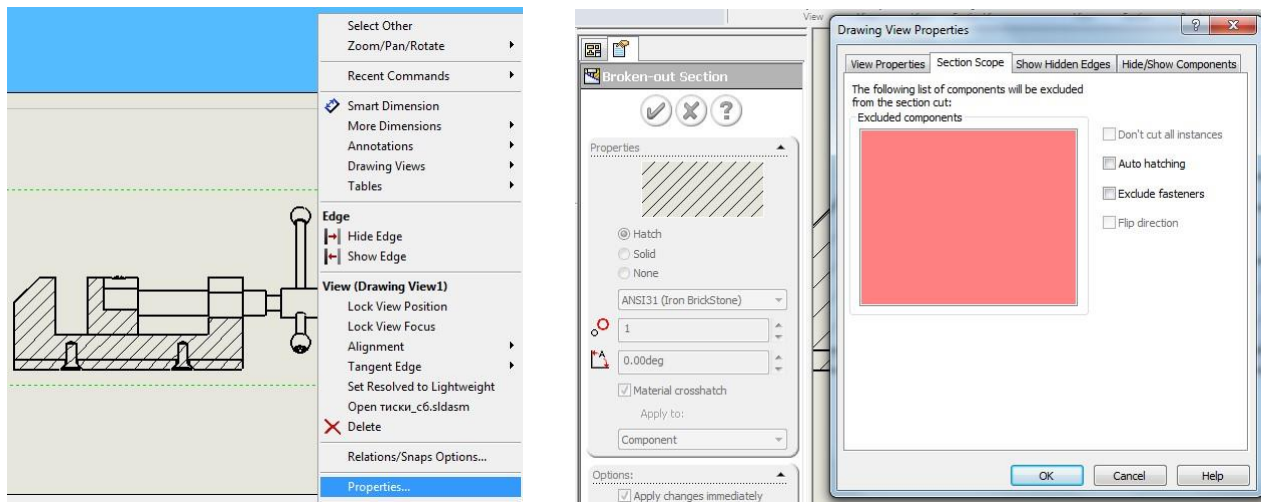 Select Other
Zoom/Pan/Rotate
Recent Commands
Smart Dimension
More Dimensions
Annotations
Drawing Views
Tables
Edge
Hide Edge
Show Edge
View (Drawing View1)
Lock View Position
Lock View Focus
Alignment
Tangent Edge
Set Resolved to Lightweight
Open тиски_сб.sldasm
Delete
Relations/Snaps Options...
Properties...
View
Broken-out Section
Properties
Hatch
Solid
None
ANSI31 (Iron BrickStone)
1
0.00deg
Material crosshatch
Apply to:
Component
Options:
Apply changes immediately
Drawing View Properties
View Properties
Section Scope
Show Hidden Edges
Hide/Show Components
The following list of components will be excluded
from the section cut:
Excluded components
Don't cut all instances
Auto hatching
Exclude fasteners
Flip direction
OK
Cancel
Help